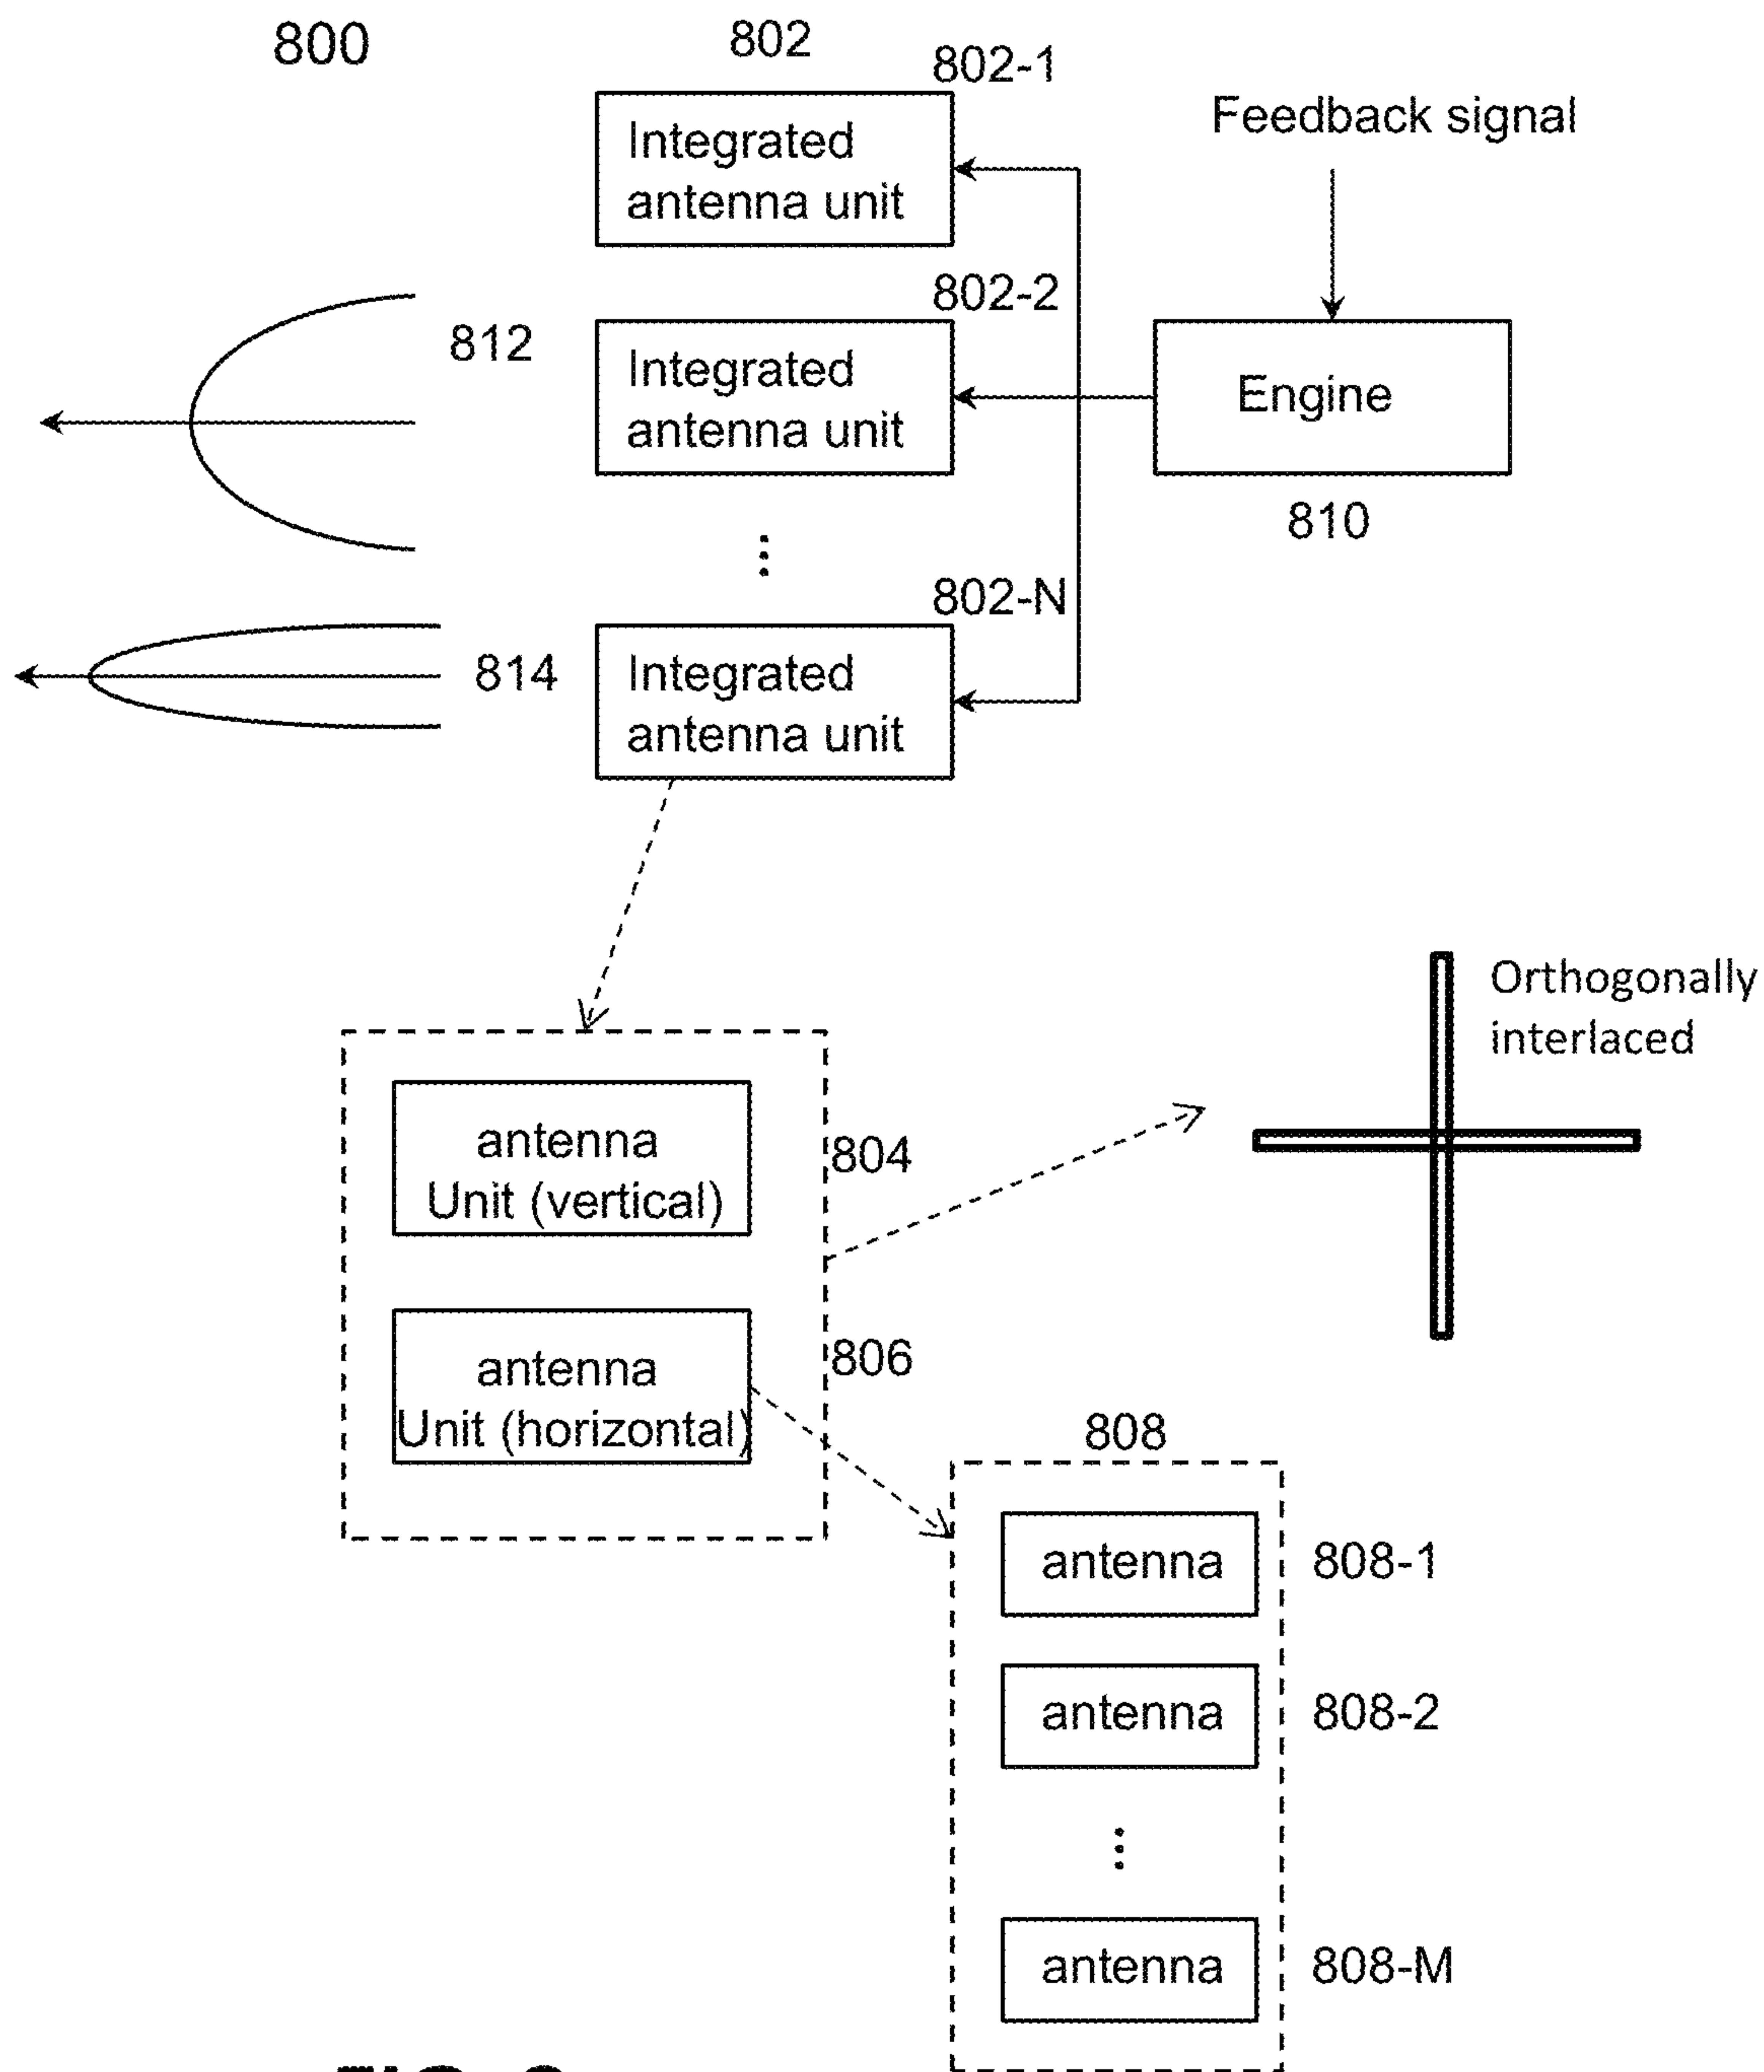 800
802
802-1
Integrated
antenna unit
Feedback signal
802-2
812
Integrated
antenna unit
Engine
810
802-N
814
Integrated
antenna unit
Orthogonally
interlaced
antenna
Unit (vertical)
804
antenna
Unit (horizontal)
806
808
antenna
808-1
antenna
808-2
antenna
808-M